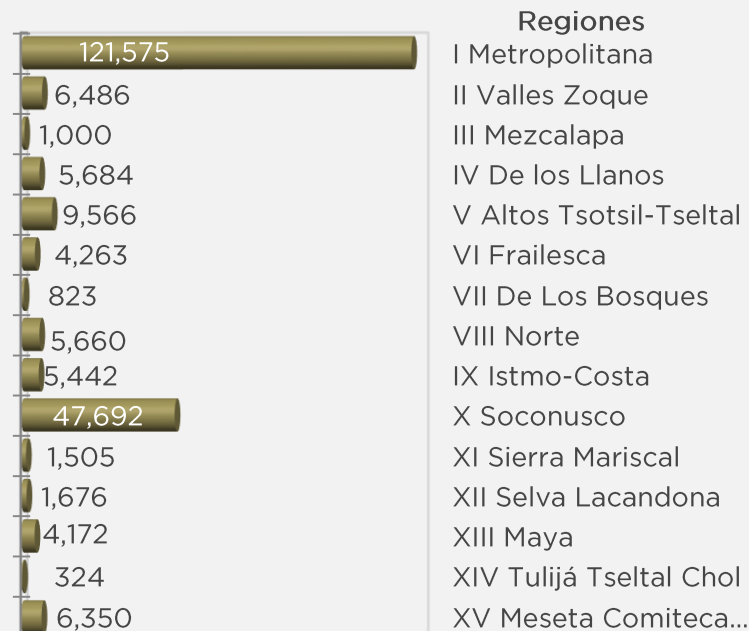 Regiones
121,575 I Metropolitana
6,486 II Valles Zoque
1,000 III Mezcalapa
5,684 IV De los Llanos
9,566 V Altos Tsotsil-Tseltal
4,263 VI Frailesca
823 VII De Los Bosques
5,660 VIII Norte
5,442 IX Istmo-Costa
47,692 X Soconusco
1,505 XI Sierra Mariscal
1,676 XII Selva Lacandona
4,172 XIII Maya
324 XIV Tulijá Tseltal Chol
6,350 XV Meseta Comiteca...